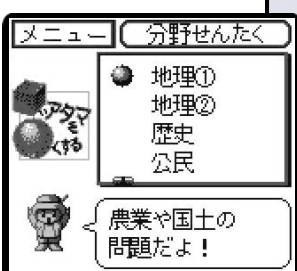 メニュー 分野せんたく
地理①
地理②
歴史
公民
アタマ
を
くする
農業や国土の
問題だよ！